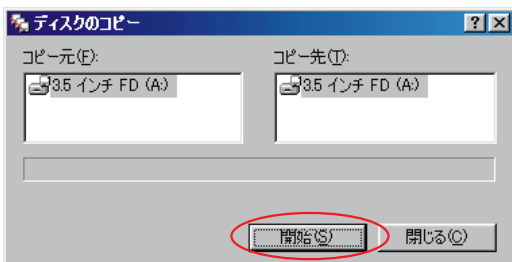 ディスクのコピー
コピー元(F):
コピー先(T):
3.5 インチ FD (A:)
3.5 インチ FD (A:)
開始(S)
閉じる(C)